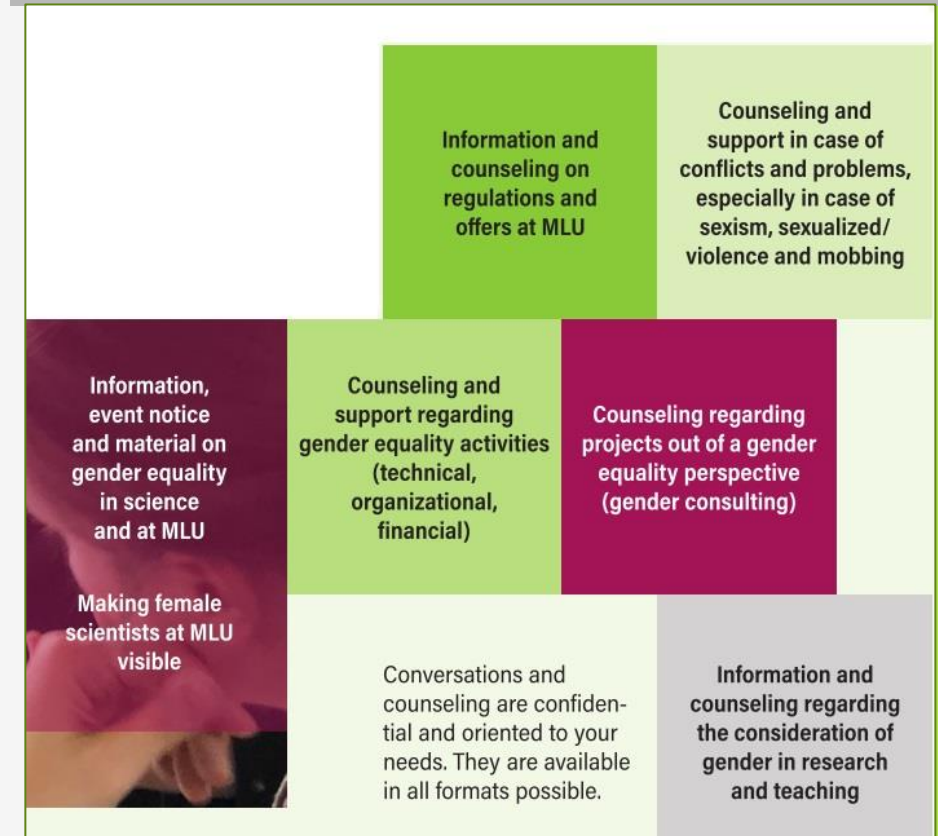 Information and
counseling on
regulations and
offers at MLU
Counseling and
support in case of
conflicts and problems,
especially in case of
sexism, sexualized/
violence and mobbing
Information,
event notice
and material on
gender equality
in science
and at MLU
Making female
scientists at MLU
visible
Counseling and
support regarding
gender equality activities
(technical,
organizational,
financial)
Counseling regarding
projects out of a gender
equality perspective
(gender consulting)
Conversations and
counseling are confiden-
tial and oriented to your
needs. They are available
in all formats possible.
Information and
counseling regarding
the consideration of
gender in research
and teaching